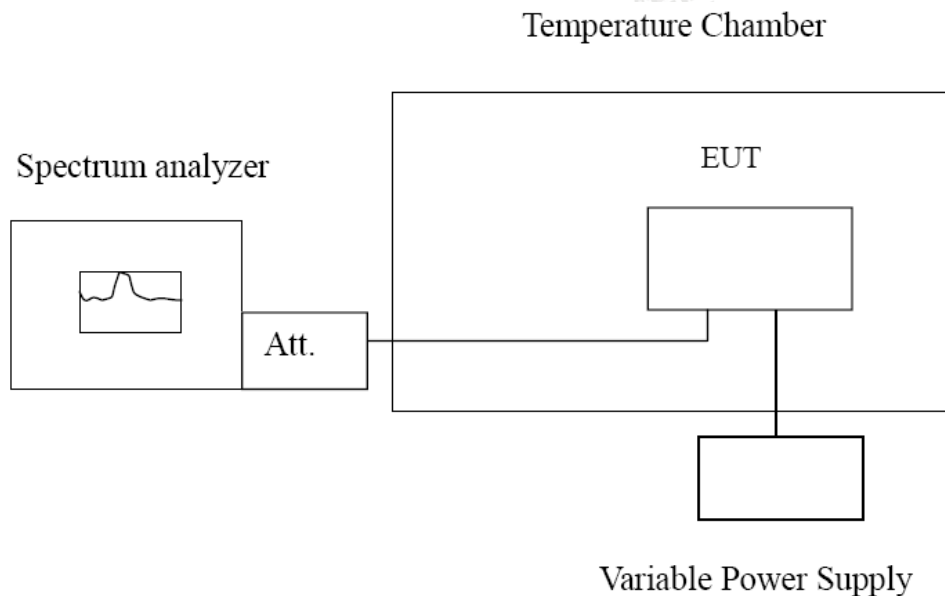 Temperature Chamber
Spectrum analyzer
EUT
Att.
Variable Power Supply